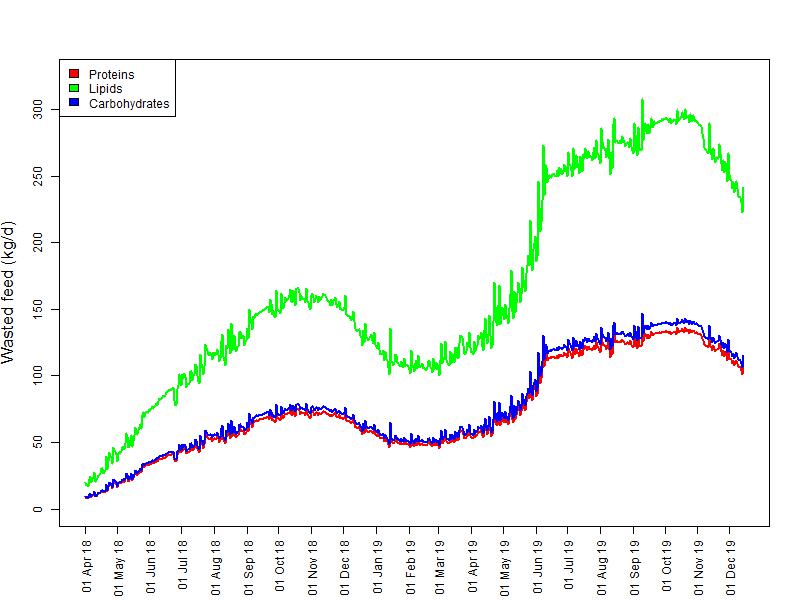 Proteins
Lipids
Carbohydrates
Wasted feed (kg/d)
300
250
200
150
100
50
0
01 Apr 18
01 May 18
01 Jun 18
01 Jul 18
01 Aug 18
01 Sep 18
01 Oct 18
01 Nov 18
01 Dec 18
01 Jan 19
01 Feb 19
01 Mar 19
01 Apr 19
01 May 19
01 Jun 19
01 Jul 19
01 Aug 19
01 Sep 19
01 Oct 19
01 Nov 19
01 Dec 19